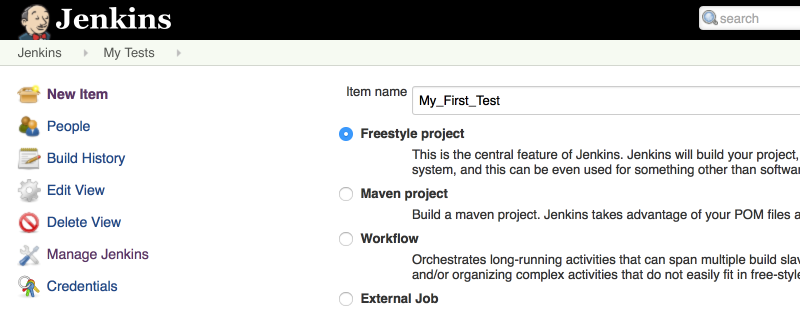 Jenkins
search
Jenkins
My Tests
New Item
People
Build History
Edit View
Delete View
Manage Jenkins
Credentials
Item name
My_First_Test
Freestyle project
This is the central feature of Jenkins. Jenkins will build your project,
system, and this can be even used for something other than softwa
Maven project
Build a maven project. Jenkins takes advantage of your POM files a
Workflow
Orchestrates long-running activities that can span multiple build slav
and/or organizing complex activities that do not easily fit in free-style
External Job